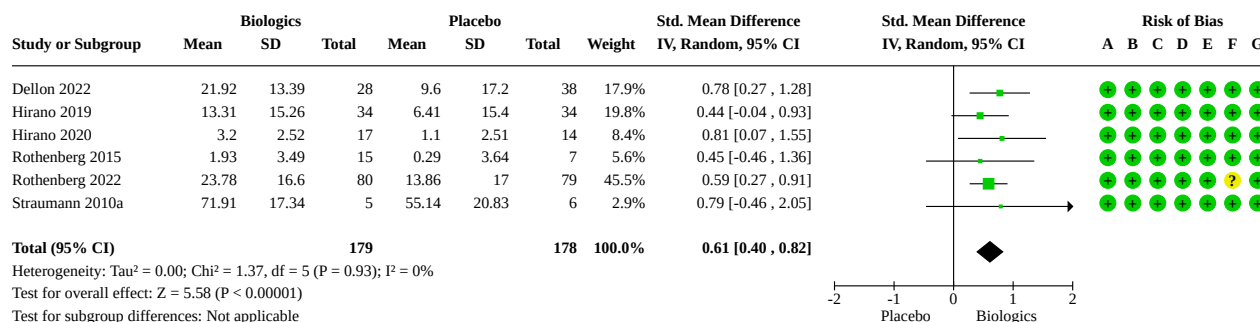 Biologics Placebo Std. Mean Difference Std. Mean Difference Risk of Bias
Study or Subgroup Mean SD Total Mean SD Total Weight IV, Random, 95% CI IV, Random, 95% CI A B C D E F G
Dellon 2022 21.92 13.39 28 9.6 17.2 38 17.9% 0.78 [0.27 , 1.28] + + + + + + +
Hirano 2019 13.31 15.26 34 6.41 15.4 34 19.8% 0.44 [-0.04 , 0.93] + + + + + + +
Hirano 2020 3.2 2.52 17 1.1 2.51 14 8.4% 0.81 [0.07 , 1.55] + + + + + + +
Rothenberg 2015 1.93 3.49 15 0.29 3.64 7 5.6% 0.45 [-0.46 , 1.36] + + + + + + +
Rothenberg 2022 23.78 16.6 80 13.86 17 79 45.5% 0.59 [0.27 , 0.91] + + + + + ? +
Straumann 2010a 71.91 17.34 5 55.14 20.83 6 2.9% 0.79 [-0.46 , 2.05] + + + + + + +
Total (95% CI) 179 178 100.0% 0.61 [0.40 , 0.82]
Heterogeneity: Tau² = 0.00; Chi² = 1.37, df = 5 (P = 0.93); I² = 0%
Test for overall effect: Z = 5.58 (P < 0.00001)
Test for subgroup differences: Not applicable
-2 -1 0 1 2
Placebo Biologics